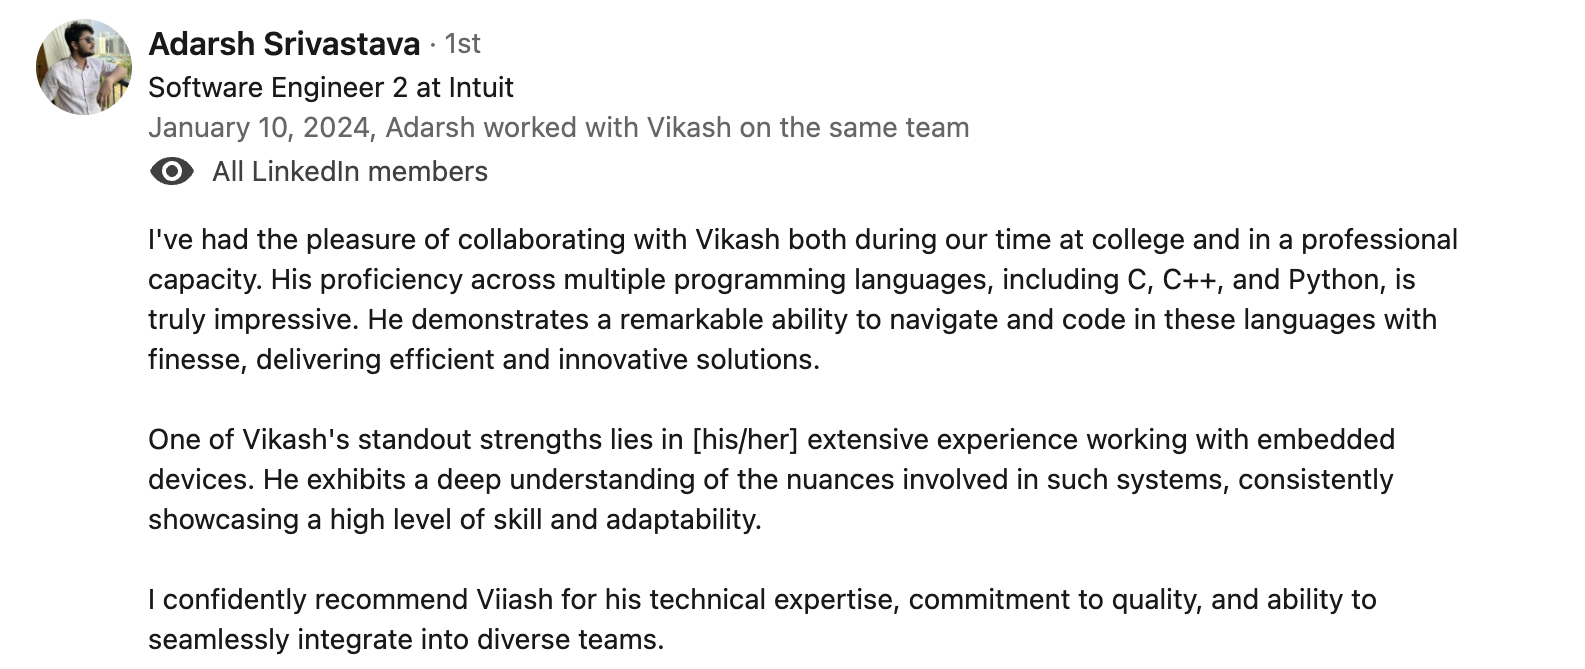 Adarsh Srivastava · 1st
Software Engineer 2 at Intuit
January 10, 2024, Adarsh worked with Vikash on the same team
All LinkedIn members
I've had the pleasure of collaborating with Vikash both during our time at college and in a professional
capacity. His proficiency across multiple programming languages, including C, C++, and Python, is
truly impressive. He demonstrates a remarkable ability to navigate and code in these languages with
finesse, delivering efficient and innovative solutions.
One of Vikash's standout strengths lies in [his/her] extensive experience working with embedded
devices. He exhibits a deep understanding of the nuances involved in such systems, consistently
showcasing a high level of skill and adaptability.
I confidently recommend Viiash for his technical expertise, commitment to quality, and ability to
seamlessly integrate into diverse teams.